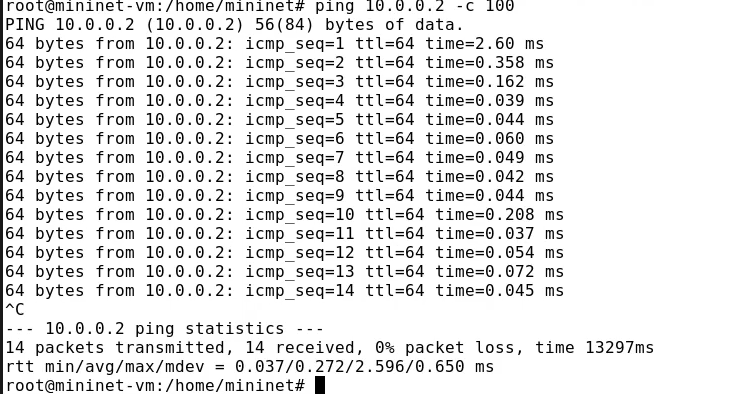 root@mininet-vm:/home/mininet# ping 10.0.0.2 -c 100
PING 10.0.0.2 (10.0.0.2) 56(84) bytes of data.
64 bytes from 10.0.0.2: icmp_seq=1 ttl=64 time=2.60 ms
64 bytes from 10.0.0.2: icmp_seq=2 ttl=64 time=0.358 ms
64 bytes from 10.0.0.2: icmp_seq=3 ttl=64 time=0.162 ms
64 bytes from 10.0.0.2: icmp_seq=4 ttl=64 time=0.039 ms
64 bytes from 10.0.0.2: icmp_seq=5 ttl=64 time=0.044 ms
64 bytes from 10.0.0.2: icmp_seq=6 ttl=64 time=0.060 ms
64 bytes from 10.0.0.2: icmp_seq=7 ttl=64 time=0.049 ms
64 bytes from 10.0.0.2: icmp_seq=8 ttl=64 time=0.042 ms
64 bytes from 10.0.0.2: icmp_seq=9 ttl=64 time=0.044 ms
64 bytes from 10.0.0.2: icmp_seq=10 ttl=64 time=0.208 ms
64 bytes from 10.0.0.2: icmp_seq=11 ttl=64 time=0.037 ms
64 bytes from 10.0.0.2: icmp_seq=12 ttl=64 time=0.054 ms
64 bytes from 10.0.0.2: icmp_seq=13 ttl=64 time=0.072 ms
64 bytes from 10.0.0.2: icmp_seq=14 ttl=64 time=0.045 ms
^C
--- 10.0.0.2 ping statistics ---
14 packets transmitted, 14 received, 0% packet loss, time 13297ms
rtt min/avg/max/mdev = 0.037/0.272/2.596/0.650 ms
root@mininet-vm:/home/mininet#